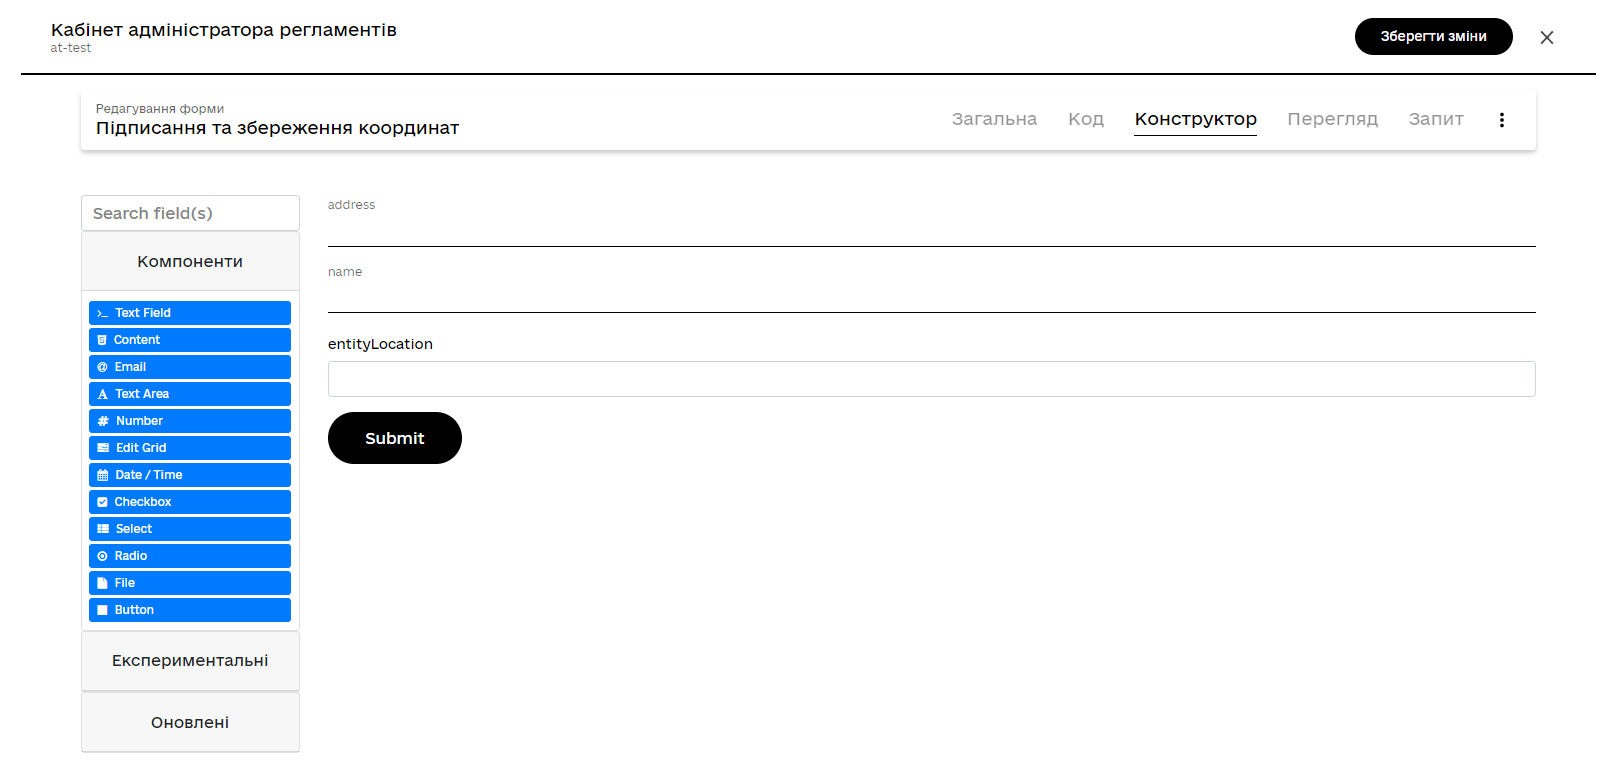 Кабінет адміністратора регламентів
at-test
Зберегти зміни
Редагування форми
Підписання та збереження координат
Загальна
Код
Конструктор
Перегляд
Запит
Search field(s)
Компоненти
Text Field
Content
Email
Text Area
Number
Edit Grid
Date / Time
Checkbox
Select
Radio
File
Button
Експериментальні
Оновлені
address
name
entityLocation
Submit